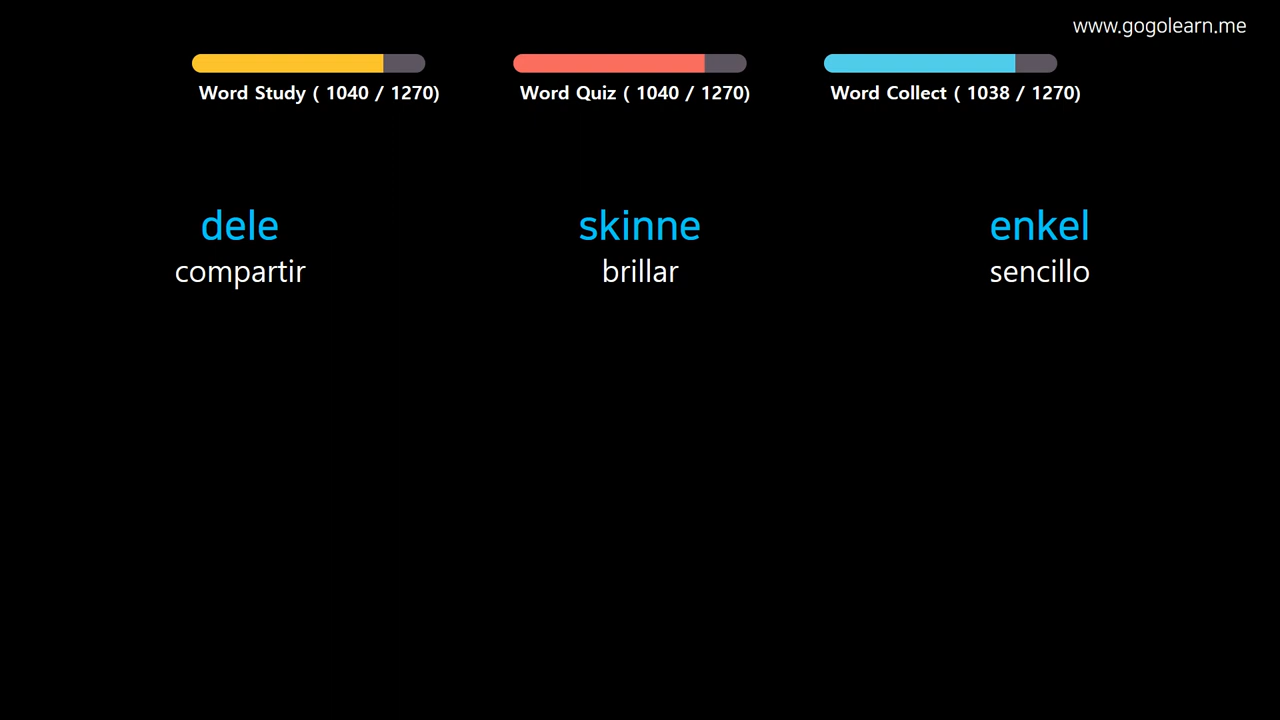 www.gogolearn.me
Word Study ( 1040 / 1270)
Word Quiz ( 1040 / 1270)
Word Collect ( 1038 / 1270)
dele
compartir
skinne
brillar
enkel
sencillo